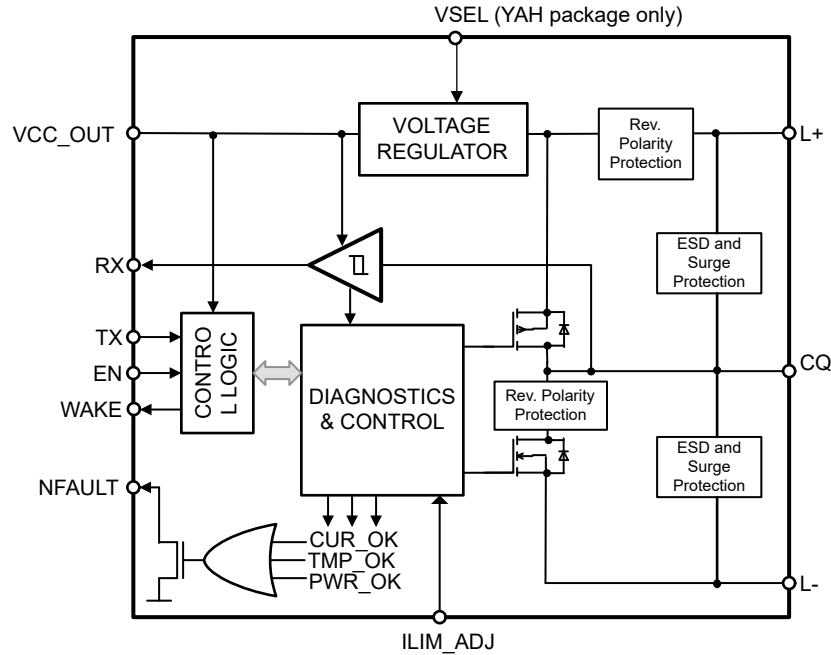 VSEL (YAH package only)
VCC_OUT
VOLTAGE
REGULATOR
Rev.
Polarity
Protection
L+
RX
ESD and
Surge
Protection
TX
EN
WAKE
CONTRO
L LOGIC
DIAGNOSTICS
& CONTROL
Rev. Polarity
Protection
CQ
ESD and
Surge
Protection
NFAULT
CUR_OK
TMP_OK
PWR_OK
L-
ILIM_ADJ